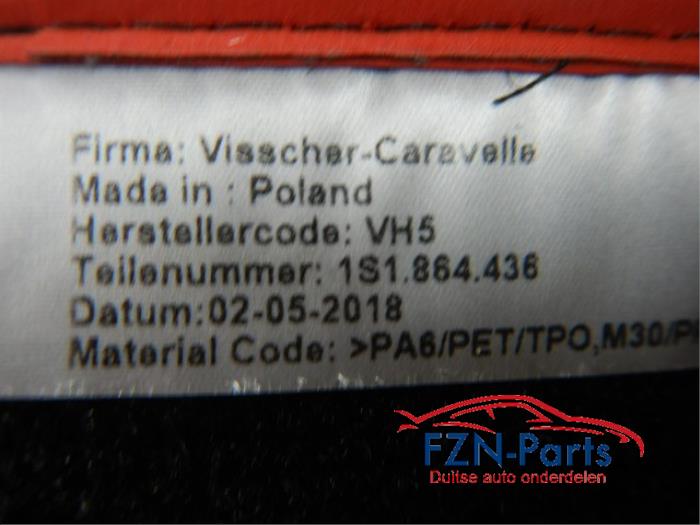 Firma: Visscher-Caravelle
Made in : Poland
Herstellercode: VH5
Teilenummer: 1S1.864.436
Datum:02-05-2018
Material Code: >PA6/PET/TPO,M30/P
FZN-Parts
Duitse auto onderdelen